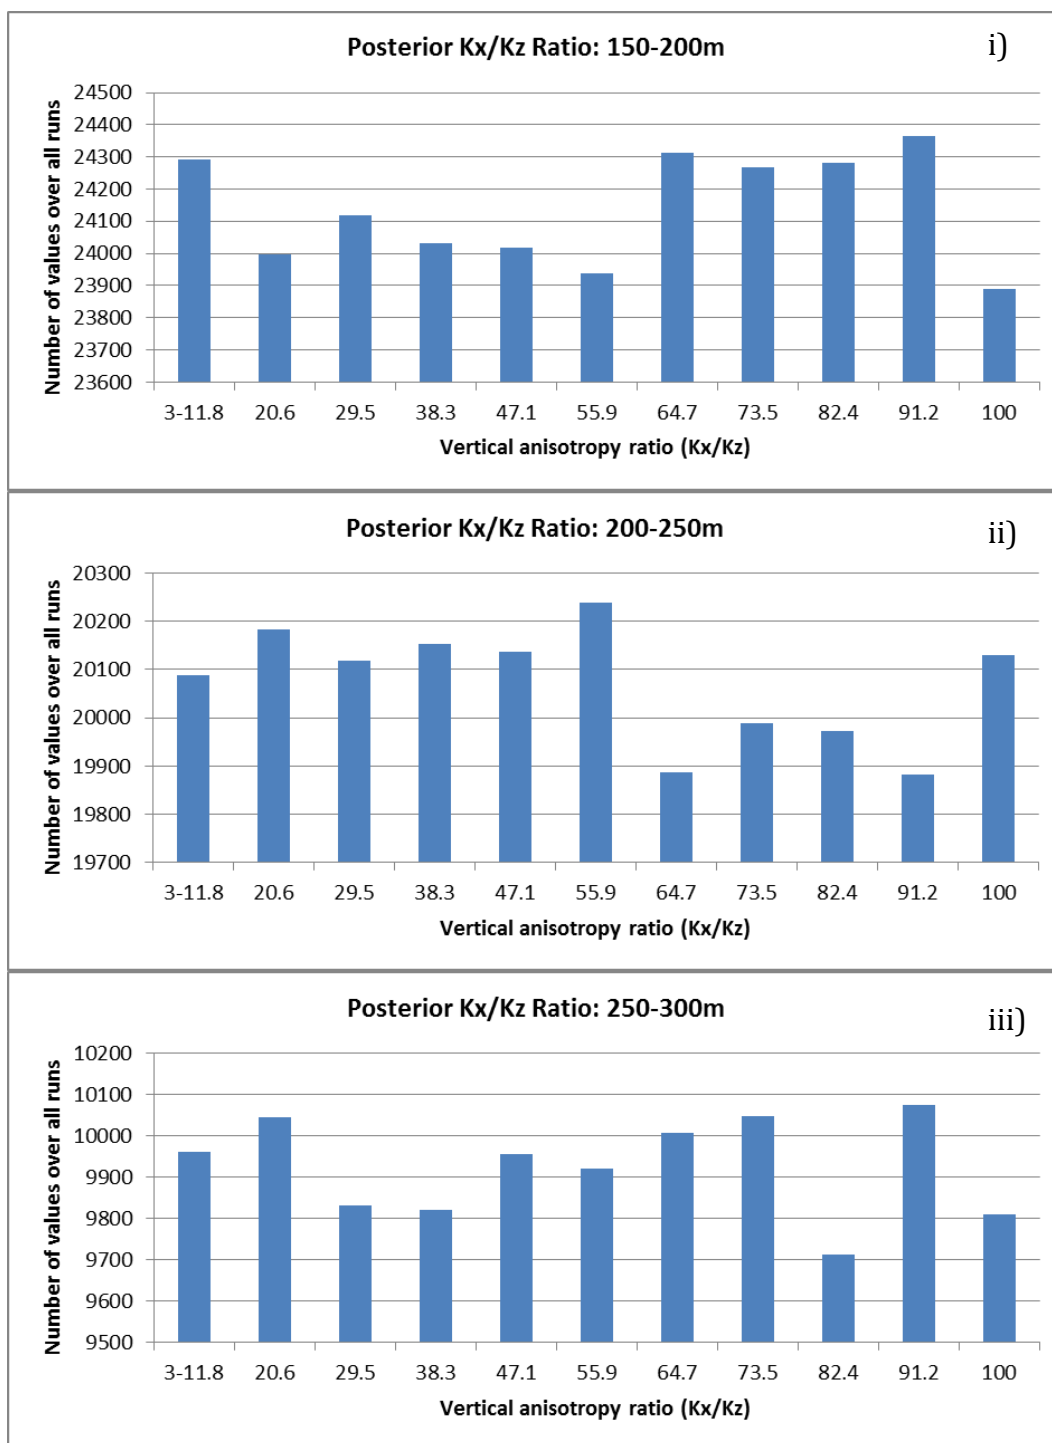 Posterior Kx/Kz Ratio: 150-200m
i)
Number of values over all runs
24500
24400
24300
24200
24100
24000
23900
23800
23700
23600
3-11.8 20.6 29.5 38.3 47.1 55.9 64.7 73.5 82.4 91.2 100
Vertical anisotropy ratio (Kx/Kz)
Posterior Kx/Kz Ratio: 200-250m
ii)
Number of values over all runs
20300
20200
20100
20000
19900
19800
19700
3-11.8 20.6 29.5 38.3 47.1 55.9 64.7 73.5 82.4 91.2 100
Vertical anisotropy ratio (Kx/Kz)
Posterior Kx/Kz Ratio: 250-300m
iii)
Number of values over all runs
10200
10100
10000
9900
9800
9700
9600
9500
3-11.8 20.6 29.5 38.3 47.1 55.9 64.7 73.5 82.4 91.2 100
Vertical anisotropy ratio (Kx/Kz)